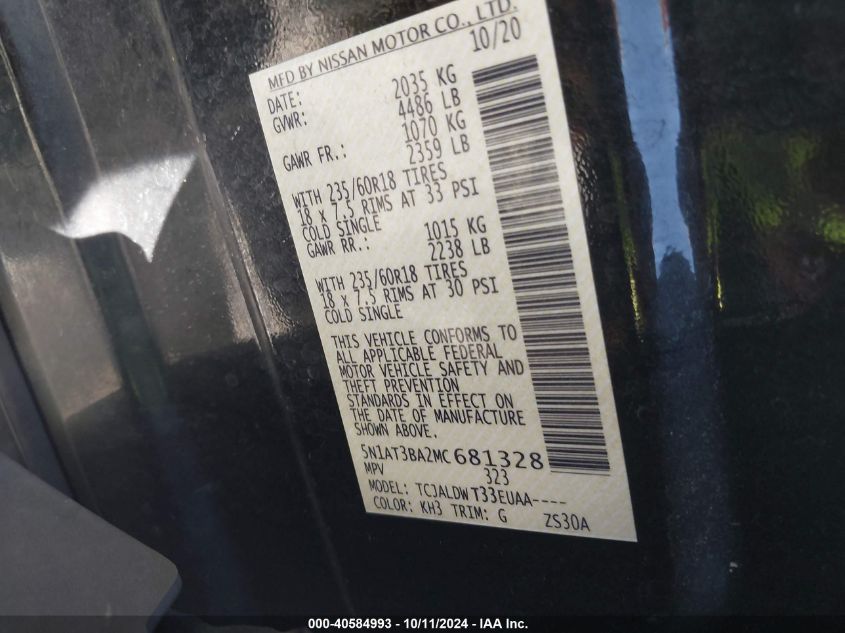 MFD BY NISSAN MOTOR CO., LTD.
DATE: 10/20
GVWR: 2035 KG
4486 LB
GAWR FR.: 1070 KG
2359 LB
WITH 235/60R18 TIRES
18 x 7.5 RIMS AT 33 PSI
COLD SINGLE
GAWR RR.: 1015 KG
2238 LB
WITH 235/60R18 TIRES
18 x 7.5 RIMS AT 30 PSI
COLD SINGLE
THIS VEHICLE CONFORMS TO
ALL APPLICABLE FEDERAL
MOTOR VEHICLE SAFETY AND
THEFT PREVENTION
STANDARDS IN EFFECT ON
THE DATE OF MANUFACTURE
SHOWN ABOVE.
5N1AT3BA2MC 681328
MPV 323
MODEL: TCJALDW T33EUAA----
COLOR: KH3 TRIM: G ZS30A
000-40584993 - 10/11/2024 - IAA Inc.